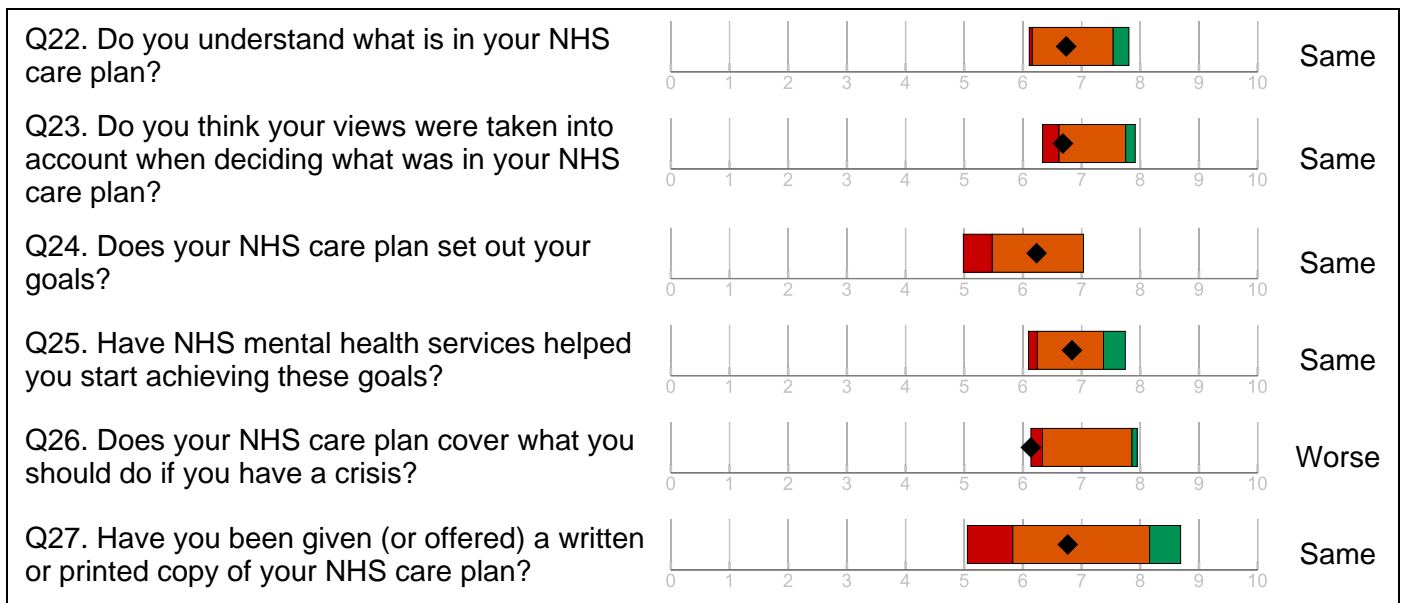 Q22. Do you understand what is in your NHS
care plan?
Same
0 1 2 3 4 5 6 7 8 9 10
Q23. Do you think your views were taken into
account when deciding what was in your NHS
care plan?
Same
0 1 2 3 4 5 6 7 8 9 10
Q24. Does your NHS care plan set out your
goals?
Same
0 1 2 3 4 5 6 7 8 9 10
Q25. Have NHS mental health services helped
you start achieving these goals?
Same
0 1 2 3 4 5 6 7 8 9 10
Q26. Does your NHS care plan cover what you
should do if you have a crisis?
Worse
0 1 2 3 4 5 6 7 8 9 10
Q27. Have you been given (or offered) a written
or printed copy of your NHS care plan?
Same
0 1 2 3 4 5 6 7 8 9 10